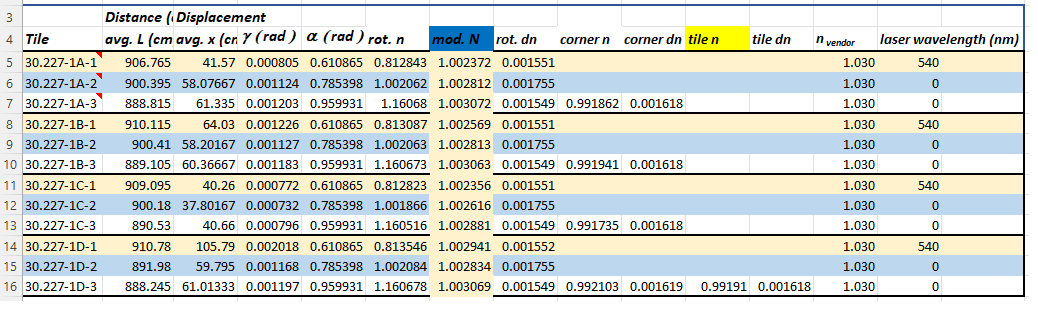 3 Distance (( Displacement
4 Tile avg. L (cm avg. x (cn γ ( rad ) α ( rad ) rot. n mod. N rot. dn corner n corner dn tile n tile dn n vendor laser wavelength (nm)
5 30.227-1A-1 906.765 41.57 0.000805 0.610865 0.812843 1.002372 0.001551 1.030 540
6 30.227-1A-2 900.395 58.07667 0.001124 0.785398 1.002062 1.002812 0.001755 1.030 0
7 30.227-1A-3 888.815 61.335 0.001203 0.959931 1.16068 1.003072 0.001549 0.991862 0.001618 1.030 0
8 30.227-1B-1 910.115 64.03 0.001226 0.610865 0.813087 1.002569 0.001551 1.030 540
9 30.227-1B-2 900.41 58.20167 0.001127 0.785398 1.002063 1.002813 0.001755 1.030 0
10 30.227-1B-3 889.105 60.36667 0.001183 0.959931 1.160673 1.003063 0.001549 0.991941 0.001618 1.030 0
11 30.227-1C-1 909.095 40.26 0.000772 0.610865 0.812823 1.002356 0.001551 1.030 540
12 30.227-1C-2 900.18 37.80167 0.000732 0.785398 1.001866 1.002616 0.001755 1.030 0
13 30.227-1C-3 890.53 40.66 0.000796 0.959931 1.160516 1.002881 0.001549 0.991735 0.001618 1.030 0
14 30.227-1D-1 910.78 105.79 0.002018 0.610865 0.813546 1.002941 0.001552 1.030 540
15 30.227-1D-2 891.98 59.795 0.001168 0.785398 1.002084 1.002834 0.001755 1.030 0
16 30.227-1D-3 888.245 61.01333 0.001197 0.959931 1.160678 1.003069 0.001549 0.992103 0.001619 0.99191 0.001618 1.030 0